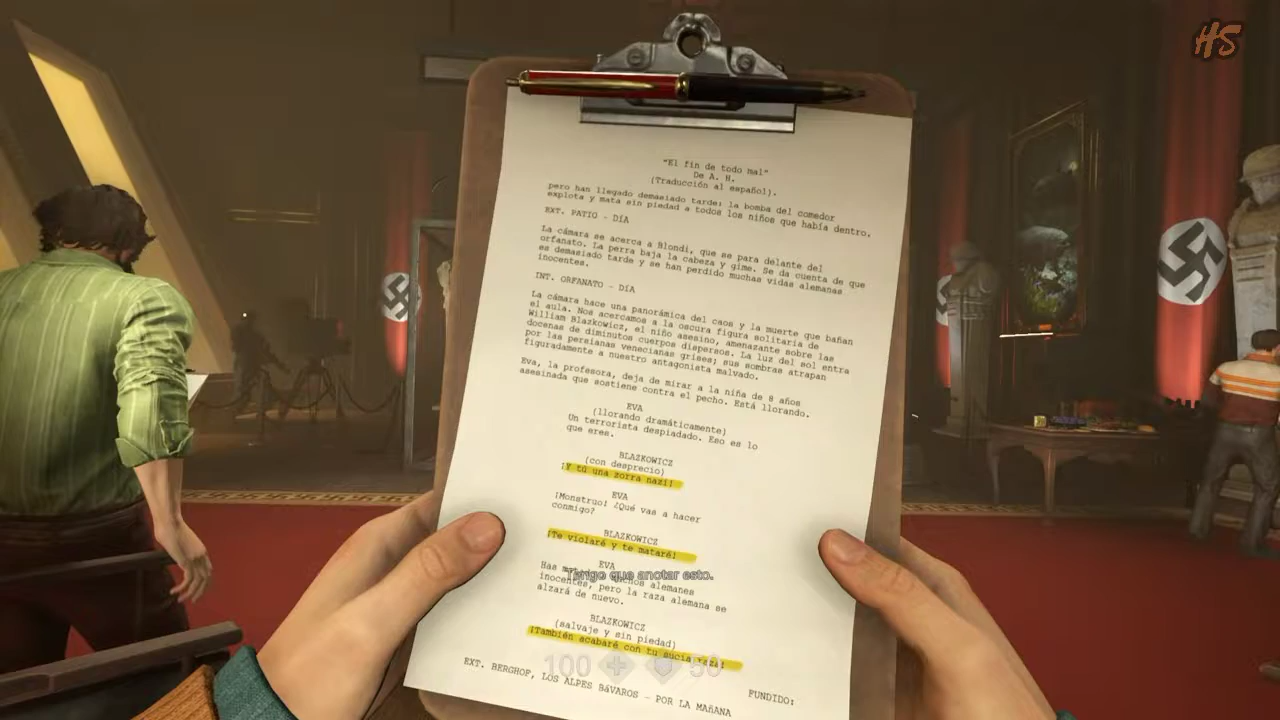 HS
"El fin de todo mal"
De A. H.
(Traducción al español).
pero han llegado demasiado tarde: la bomba del comedor
explota y mata sin piedad a todos los niños que había dentro.
EXT. PATIO - DÍA
La cámara se acerca a Blondi, que se para delante del
orfanato. La perra baja la cabeza y gime. Se da cuenta de que
es demasiado tarde y se han perdido muchas vidas alemanas
inocentes.
INT. ORFANATO - DÍA
La cámara hace una panorámica del caos y la muerte que bañan
el aula. Nos acercamos a la oscura figura solitaria de
William Blazkowicz, el niño asesino, amenazante sobre las
docenas de diminutos cuerpos dispersos. La luz del sol entra
por las persianas venecianas grises; sus sombras atrapan
figuradamente a nuestro antagonista malvado.
Eva, la profesora, deja de mirar a la niña de 8 años
asesinada que sostiene contra el pecho. Está llorando.
EVA
(llorando dramáticamente)
Un terrorista despiadado. Eso es lo
que eres.
BLAZKOWICZ
(con desprecio)
¡Y tú una zorra nazi!
EVA
¡Monstruo! ¿Qué vas a hacer
conmigo?
BLAZKOWICZ
¡Te violaré y te mataré!
EVA
Has alemanes
Tengo que anotar esto.
inocentes, pero la raza alemana se
alzará de nuevo.
BLAZKOWICZ
(salvaje y sin piedad)
¡También acabaré con tu sucia raza!
100 50
FUNDIDO:
EXT. BERGHOF, LOS ALPES BáVAROS - POR LA MAñANA